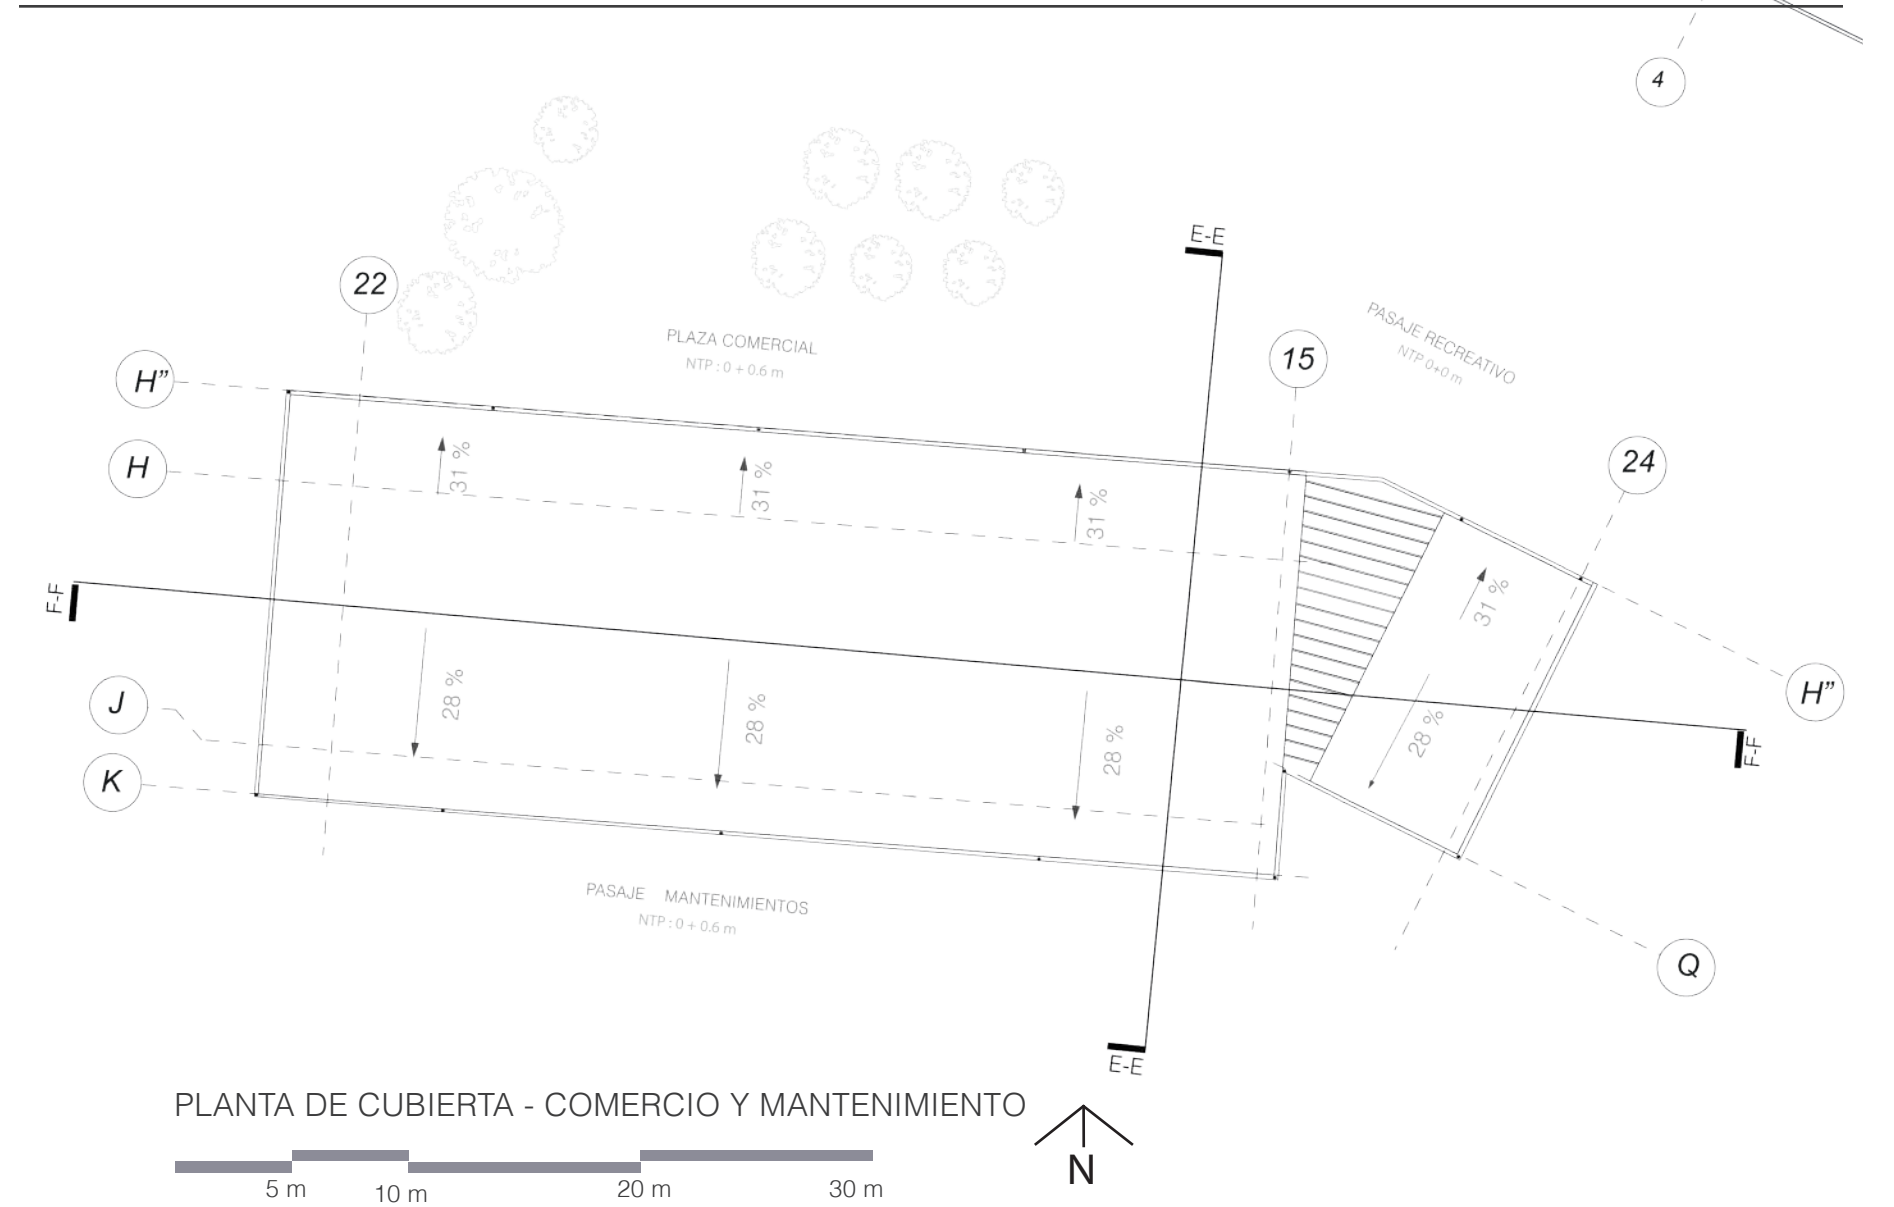 4
E-E
22
PLAZA COMERCIAL
NTP : 0 + 0.6 m
15
PASAJE RECREATIVO
NTP 0+0 m
H”
H
31 %
31 %
31 %
24
F-F
31 %
J
28 %
28 %
28 %
28 %
H”
F-F
K
PASAJE MANTENIMIENTOS
NTP : 0 + 0.6 m
Q
E-E
PLANTA DE CUBIERTA - COMERCIO Y MANTENIMIENTO
N
5 m
10 m
20 m
30 m